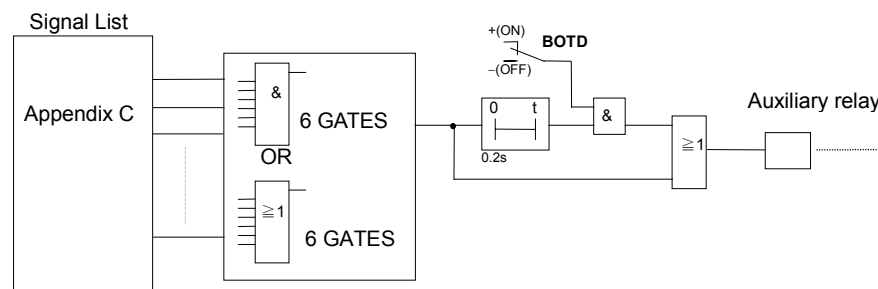 Signal List
Appendix C
&
6 GATES
OR
≧1
6 GATES
+(ON)
BOTD
−(OFF)
0 t
0.2s
&
≧1
Auxiliary relay